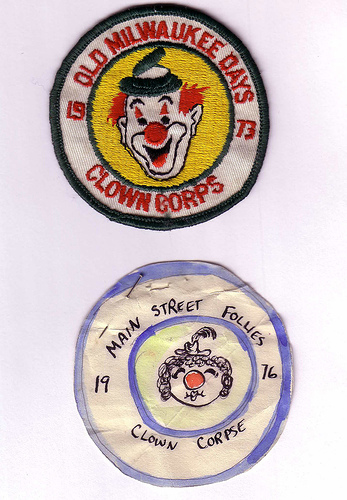 OLD MILWAUKEE DAYS
19 73
CLOWN CORPS
MAIN STREET FOLLIES
19 76
CLOWN CORPSE